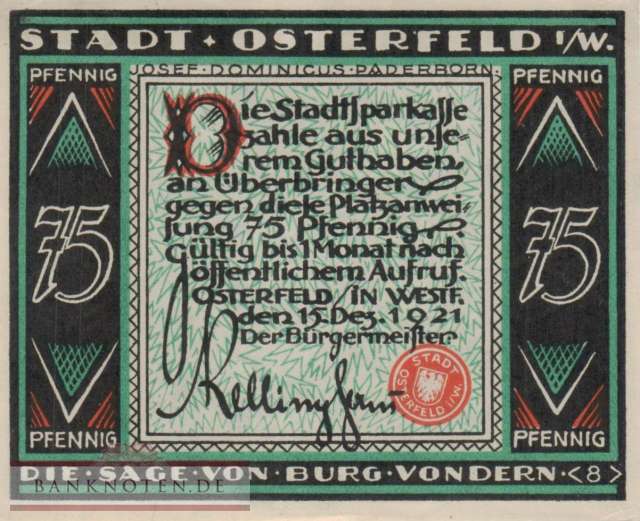 STADT · OSTERFELD I/W.
PFENNIG
PFENNIG
JOSEF·DOMINICUS·PADERBORN.
Die Stadtsparkasse
zahle aus unse-
rem Guthaben,
an Überbringer
gegen diese Platzanwei-
sung 75 Pfennig.
Gültig bis 1 Monat nach
öffentlichem Aufruf.
OSTERFELD/IN WESTF.
den 15. Dez. 1921
Der Bürgermeister
75
75
STADT
OSTERFELD I/W.
PFENNIG
PFENNIG
DIE·SAGE·VON·BURG·VONDERN·<8>
BANKNOTEN.DE